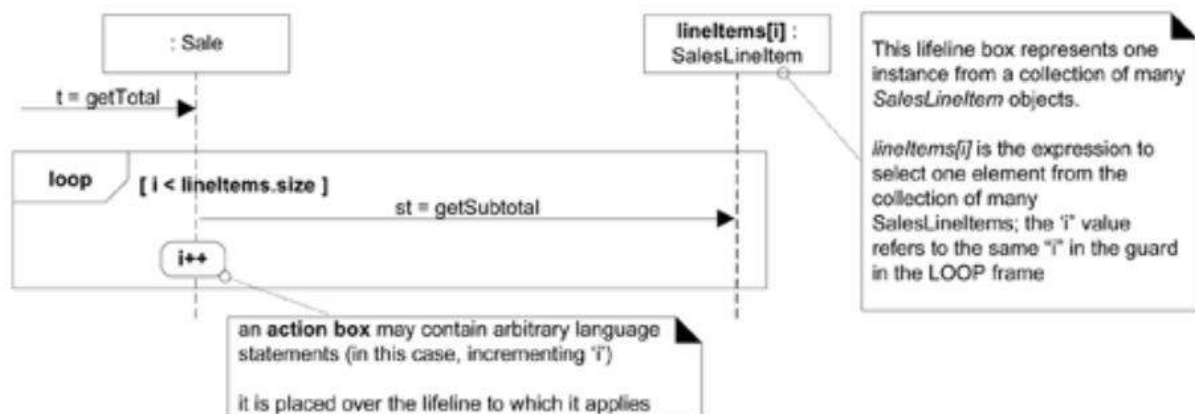 : Sale
lineItems[i] :
SalesLineItem
t = getTotal
loop
[ i < lineItems.size ]
st = getSubtotal
i++
an action box may contain arbitrary language
statements (in this case, incrementing 'i')
it is placed over the lifeline to which it applies
This lifeline box represents one
instance from a collection of many
SalesLineItem objects.
lineItems[i] is the expression to
select one element from the
collection of many
SalesLineItems; the 'i" value
refers to the same "i" in the guard
in the LOOP frame